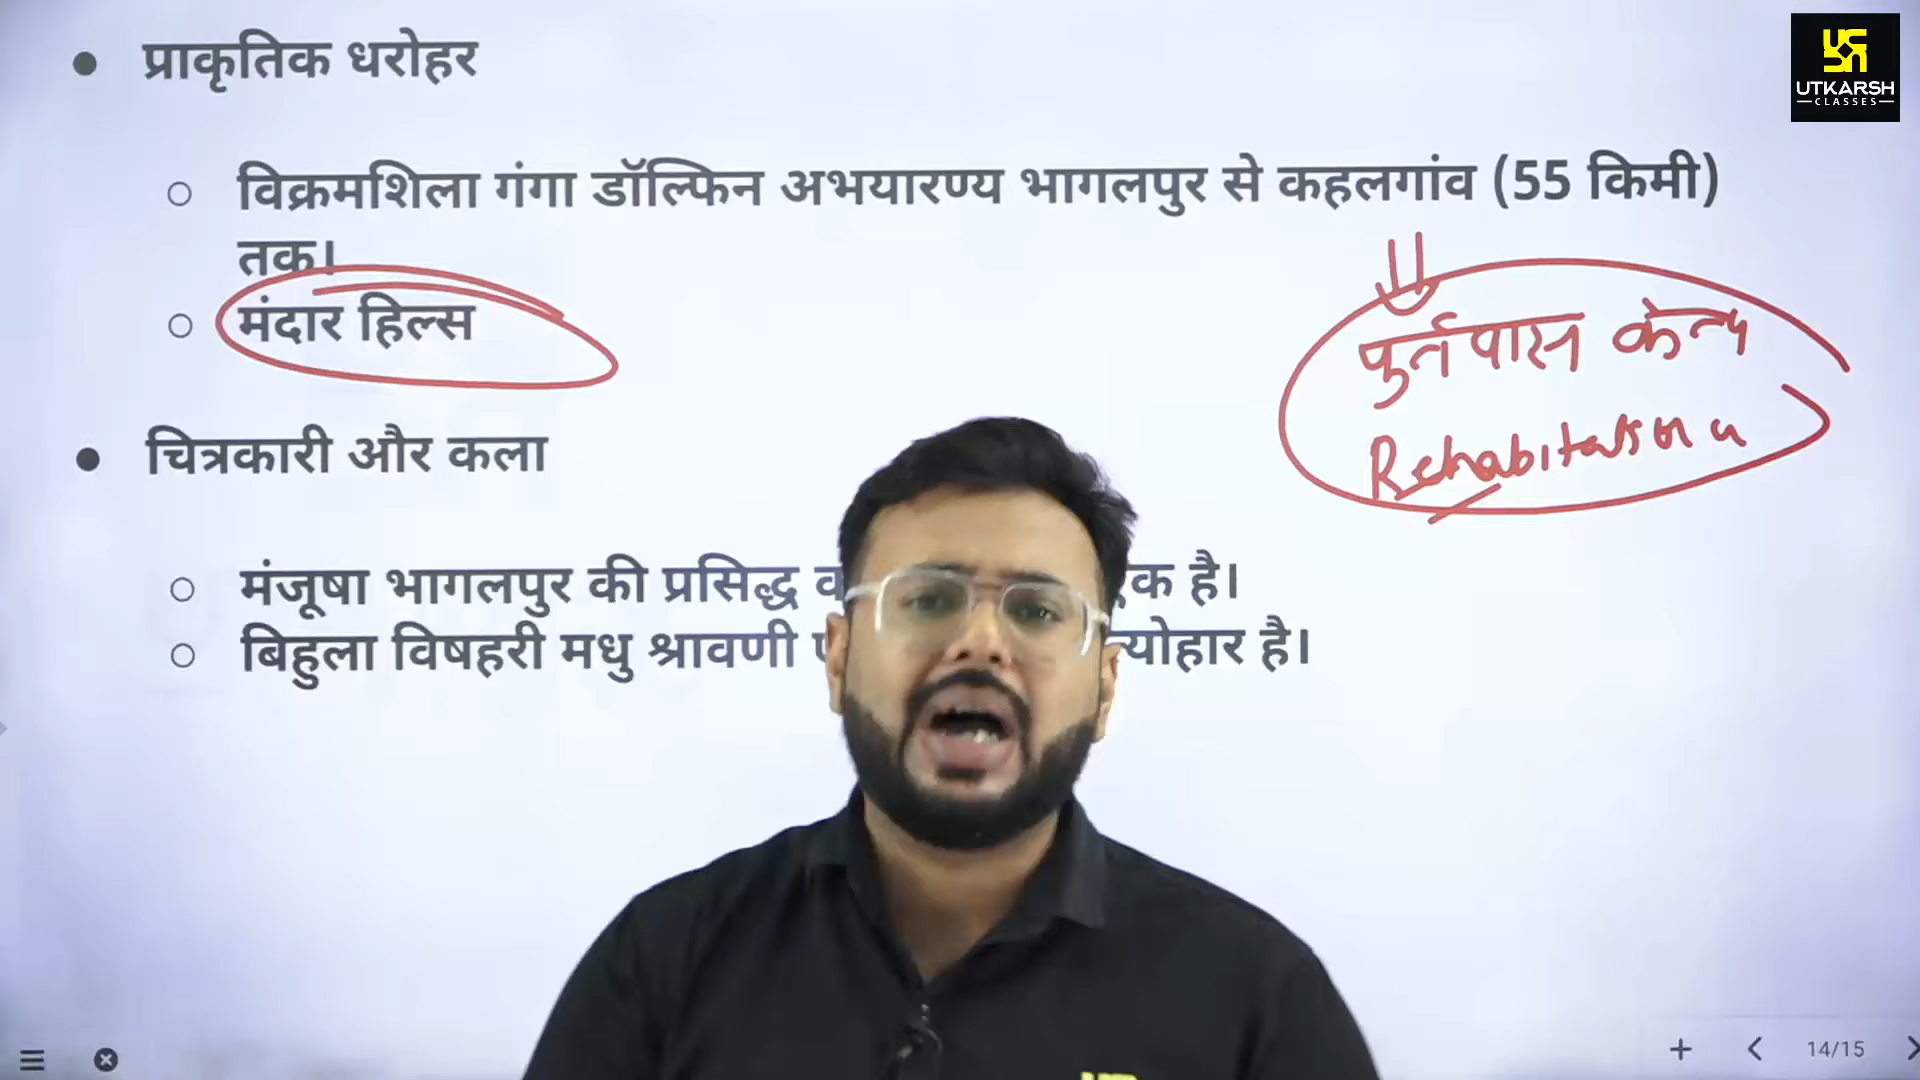 प्राकृतिक धरोहर
UTKARSH
CLASSES
विक्रमशिला गंगा डॉल्फिन अभयारण्य भागलपुर से कहलगांव (55 किमी)
तक।
मंदार हिल्स
पुर्नवास केन्द्र
Rehabitation
चित्रकारी और कला
मंजूषा भागलपुर की प्रसिद्ध है।
बिहुला विषहरी मधु श्रावणी त्योहार है।
14/15